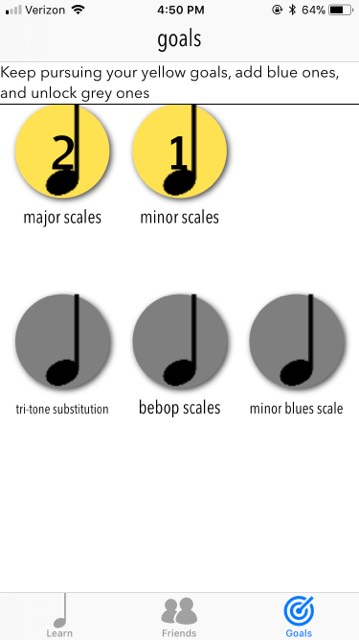 Verizon 4:50 PM 64%
goals
Keep pursuing your yellow goals, add blue ones,
and unlock grey ones
2 1
major scales minor scales
tri-tone substitution bebop scales minor blues scale
Learn Friends Goals